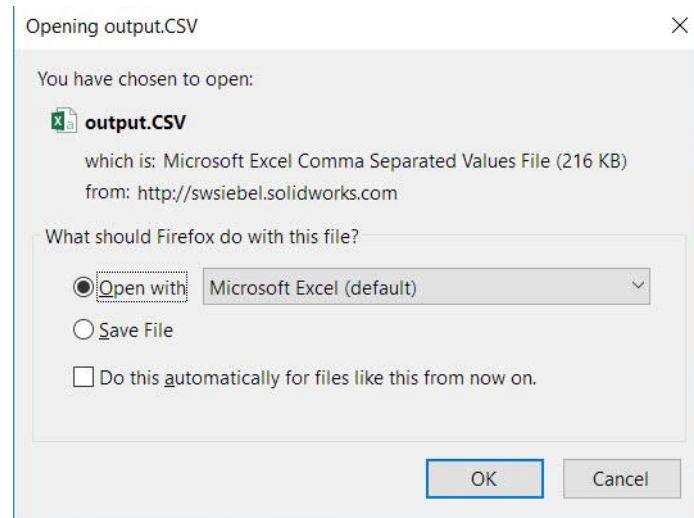 Opening output.CSV
You have chosen to open:
output.CSV
which is: Microsoft Excel Comma Separated Values File (216 KB)
from: http://swsiebel.solidworks.com
What should Firefox do with this file?
Open with Microsoft Excel (default)
Save File
Do this automatically for files like this from now on.
OK Cancel